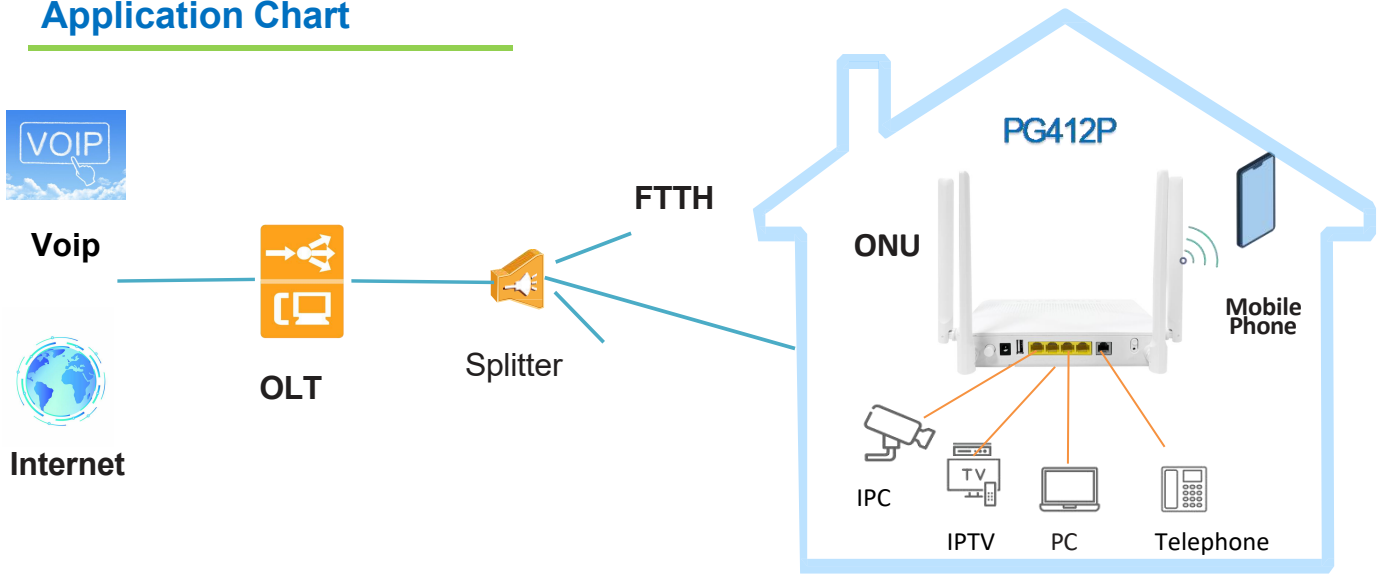 Application Chart
VOIP
Voip
Internet
OLT
Splitter
FTTH
PG412P
ONU
Mobile
Phone
IPC
TV
IPTV
PC
Telephone